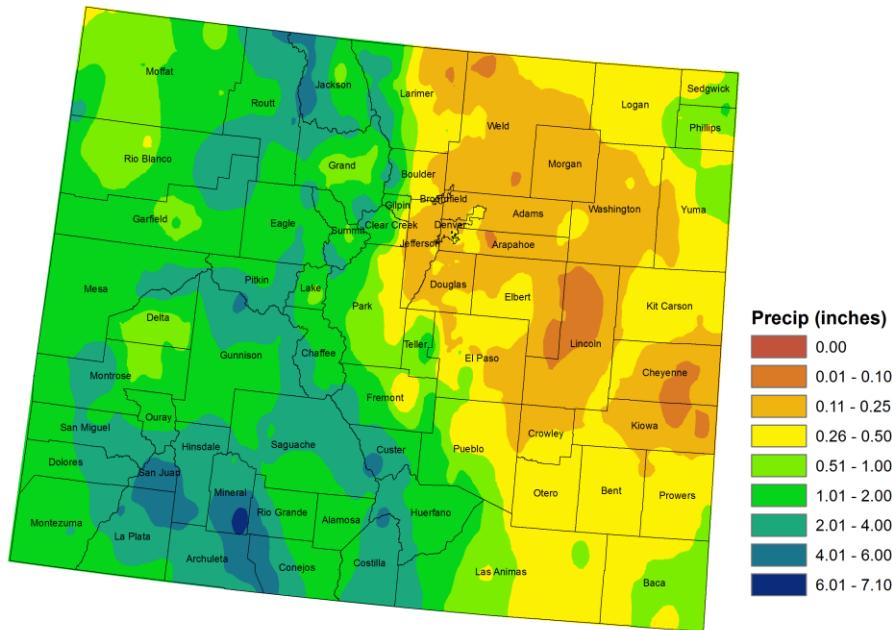 Moffat
Routt
Jackson
Larimer
Weld
Logan
Sedgwick
Phillips
Rio Blanco
Grand
Boulder
Morgan
Washington
Yuma
Garfield
Eagle
Summit
Gilpin
Clear Creek
Broomfield
Adams
Denver
Arapahoe
Jefferson
Mesa
Pitkin
Lake
Park
Douglas
Elbert
Kit Carson
Delta
Gunnison
Chaffee
Teller
El Paso
Lincoln
Cheyenne
Montrose
Ouray
Fremont
Kiowa
San Miguel
Hinsdale
Saguache
Custer
Pueblo
Crowley
Dolores
San Juan
Mineral
Rio Grande
Alamosa
Huerfano
Otero
Bent
Prowers
Montezuma
La Plata
Archuleta
Conejos
Costilla
Las Animas
Baca
Precip (inches)
0.00
0.01 - 0.10
0.11 - 0.25
0.26 - 0.50
0.51 - 1.00
1.01 - 2.00
2.01 - 4.00
4.01 - 6.00
6.01 - 7.10